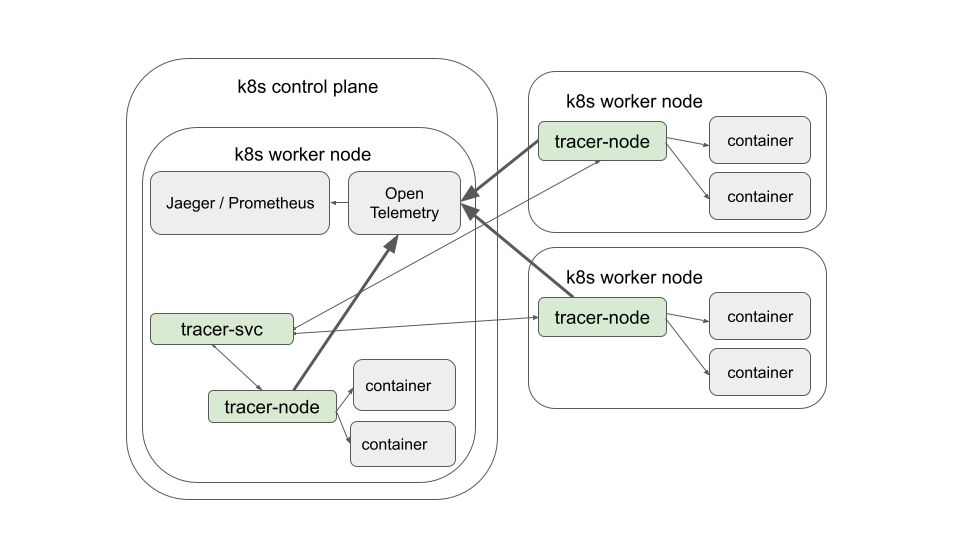 k8s control plane
k8s worker node
Jaeger / Prometheus
Open
Telemetry
tracer-svc
tracer-node
container
container
k8s worker node
tracer-node
container
container
k8s worker node
tracer-node
container
container